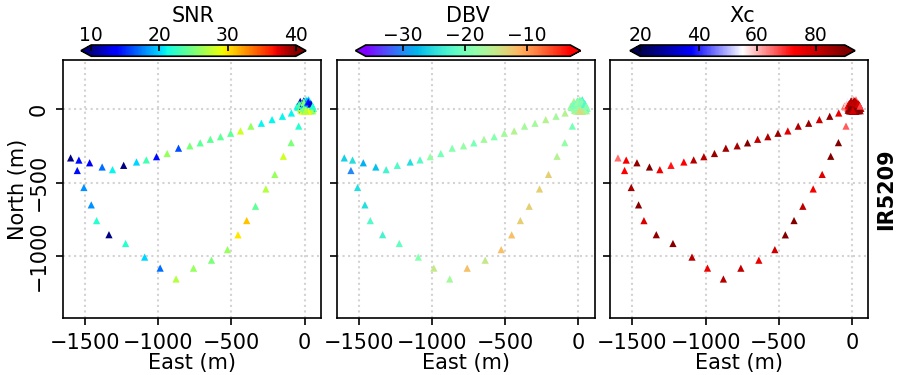 SNR DBV Xc
10 20 30 40 −30 −20 −10 20 40 60 80
0
−500
−1000
North (m)
IR5209
−1500 −1000 −500 0 −1500 −1000 −500 0 −1500 −1000 −500 0
East (m) East (m) East (m)